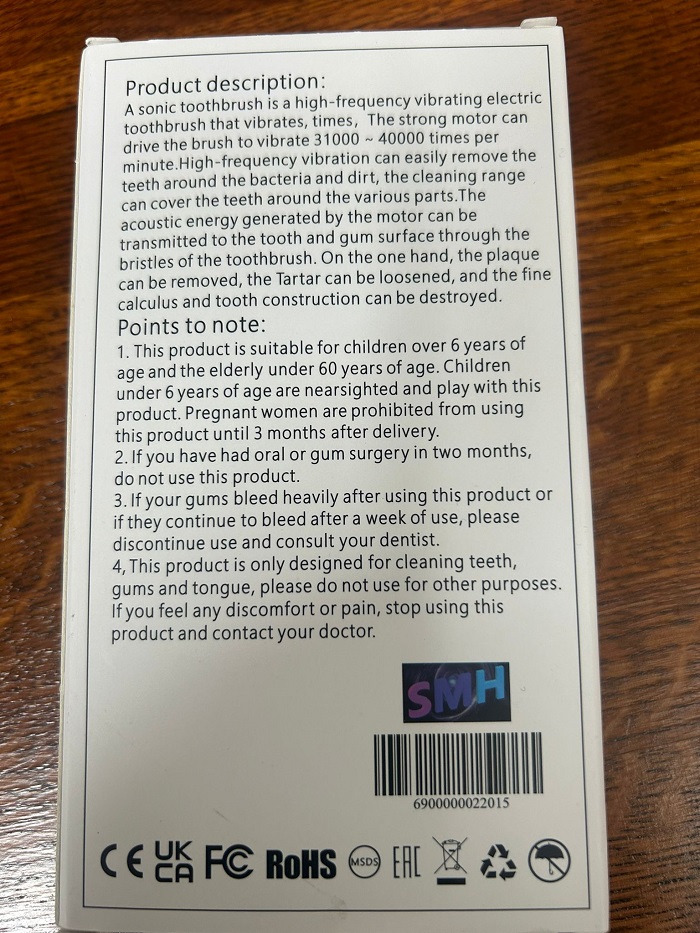 Product description:
A sonic toothbrush is a high-frequency vibrating electric
toothbrush that vibrates, times, The strong motor can
drive the brush to vibrate 31000 ~ 40000 times per
minute.High-frequency vibration can easily remove the
teeth around the bacteria and dirt, the cleaning range
can cover the teeth around the various parts.The
acoustic energy generated by the motor can be
transmitted to the tooth and gum surface through the
bristles of the toothbrush. On the one hand, the plaque
can be removed, the Tartar can be loosened, and the fine
calculus and tooth construction can be destroyed.
Points to note:
1. This product is suitable for children over 6 years of
age and the elderly under 60 years of age. Children
under 6 years of age are nearsighted and play with this
product. Pregnant women are prohibited from using
this product until 3 months after delivery.
2. If you have had oral or gum surgery in two months,
do not use this product.
3. If your gums bleed heavily after using this product or
if they continue to bleed after a week of use, please
discontinue use and consult your dentist.
4, This product is only designed for cleaning teeth,
gums and tongue, please do not use for other purposes.
If you feel any discomfort or pain, stop using this
product and contact your doctor.
SMH
6900000022015
CE UK CA FC RoHS MSDS EAC